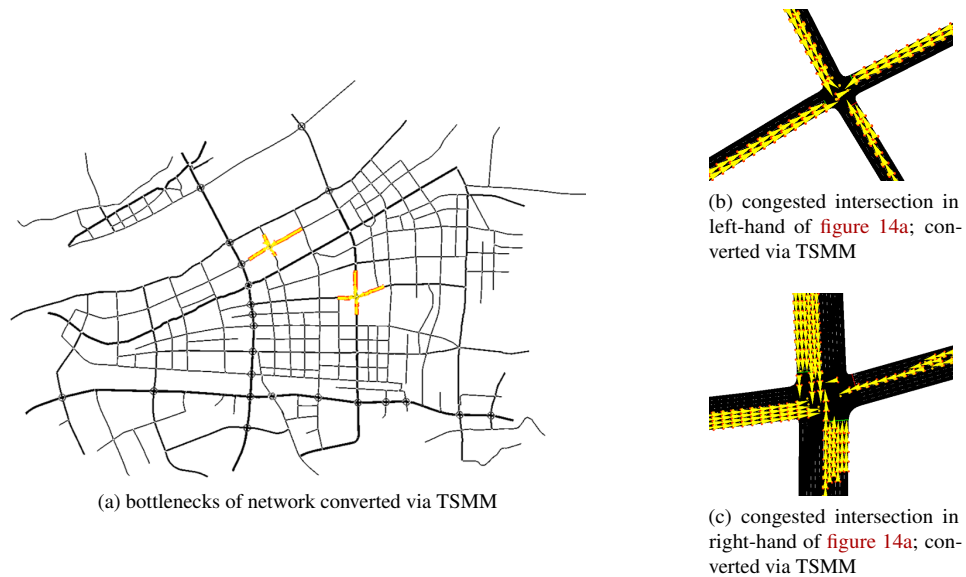 (a) bottlenecks of network converted via TSMM
(b) congested intersection in
left-hand of figure 14a; con-
verted via TSMM
(c) congested intersection in
right-hand of figure 14a; con-
verted via TSMM